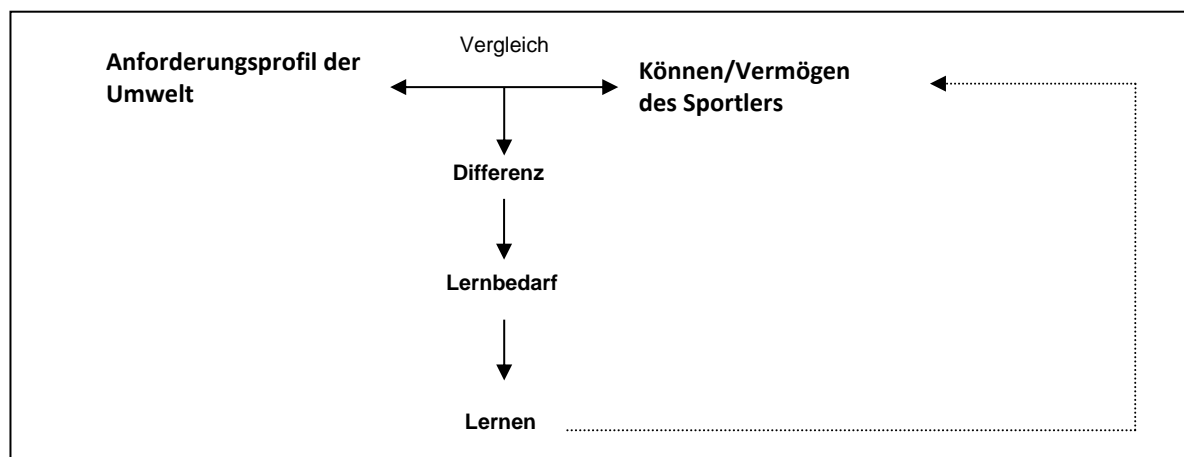 Vergleich
Anforderungsprofil der
Umwelt
Können/Vermögen
des Sportlers
Differenz
Lernbedarf
Lernen